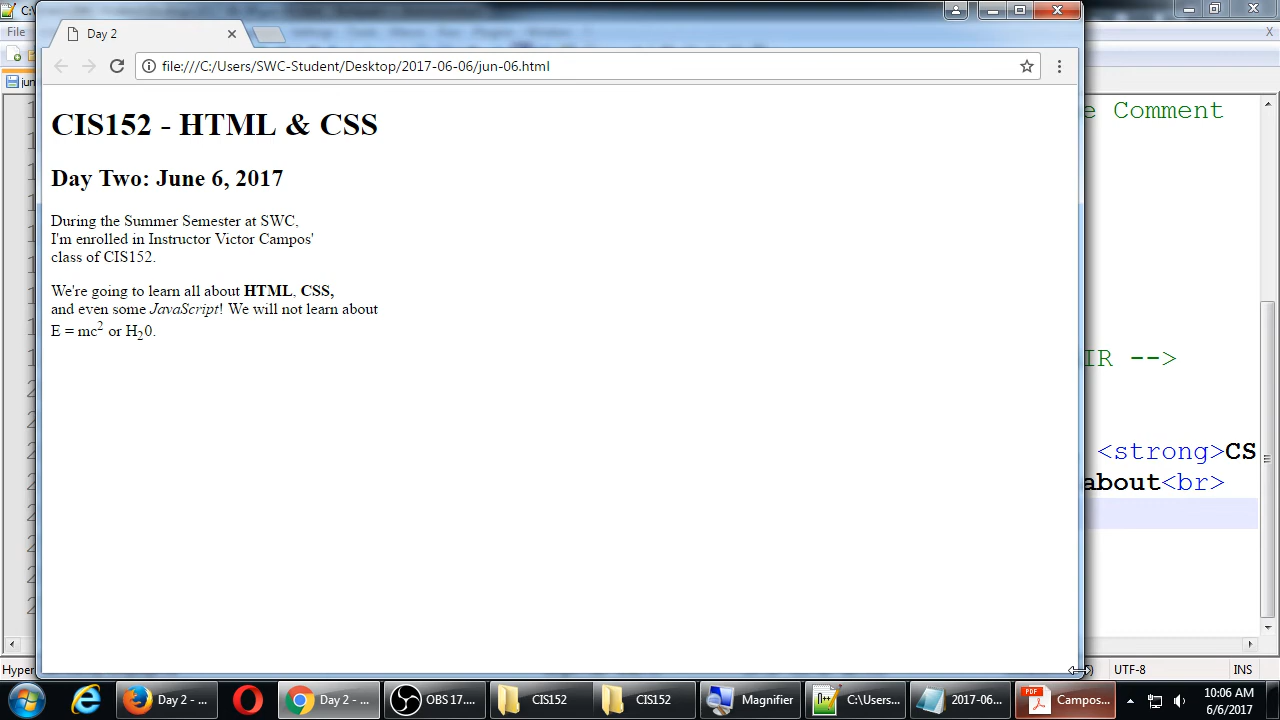 C:\
File
X
Day 2
file:///C:/Users/SWC-Student/Desktop/2017-06-06/jun-06.html
jun
CIS152 - HTML & CSS
Day Two: June 6, 2017
During the Summer Semester at SWC,
I'm enrolled in Instructor Victor Campos'
class of CIS152.
We're going to learn all about HTML, CSS,
and even some JavaScript! We will not learn about
E = mc2 or H20.
e Comment
IR -->
<strong>CS
about<br>
Hyper
UTF-8
INS
Day 2 - ...
Day 2 - ...
OBS 17....
CIS152
CIS152
Magnifier
C:\Users...
2017-06...
PDF
Campos...
10:06 AM
6/6/2017